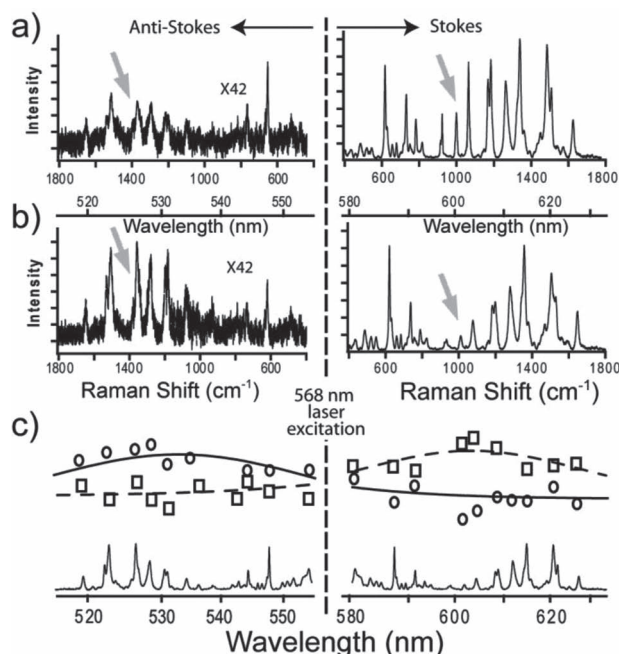 a) Anti-Stokes Stokes
Intensity X42
1800 1400 1000 600 600 1000 1400 1800
520 530 540 550 580 600 620
b) Wavelength (nm) Wavelength (nm)
Intensity X42
1800 1400 1000 600 600 1000 1400 1800
Raman Shift (cm⁻¹) Raman Shift (cm⁻¹)
568 nm
laser
excitation
c)
520 530 540 550 580 600 620
Wavelength (nm)